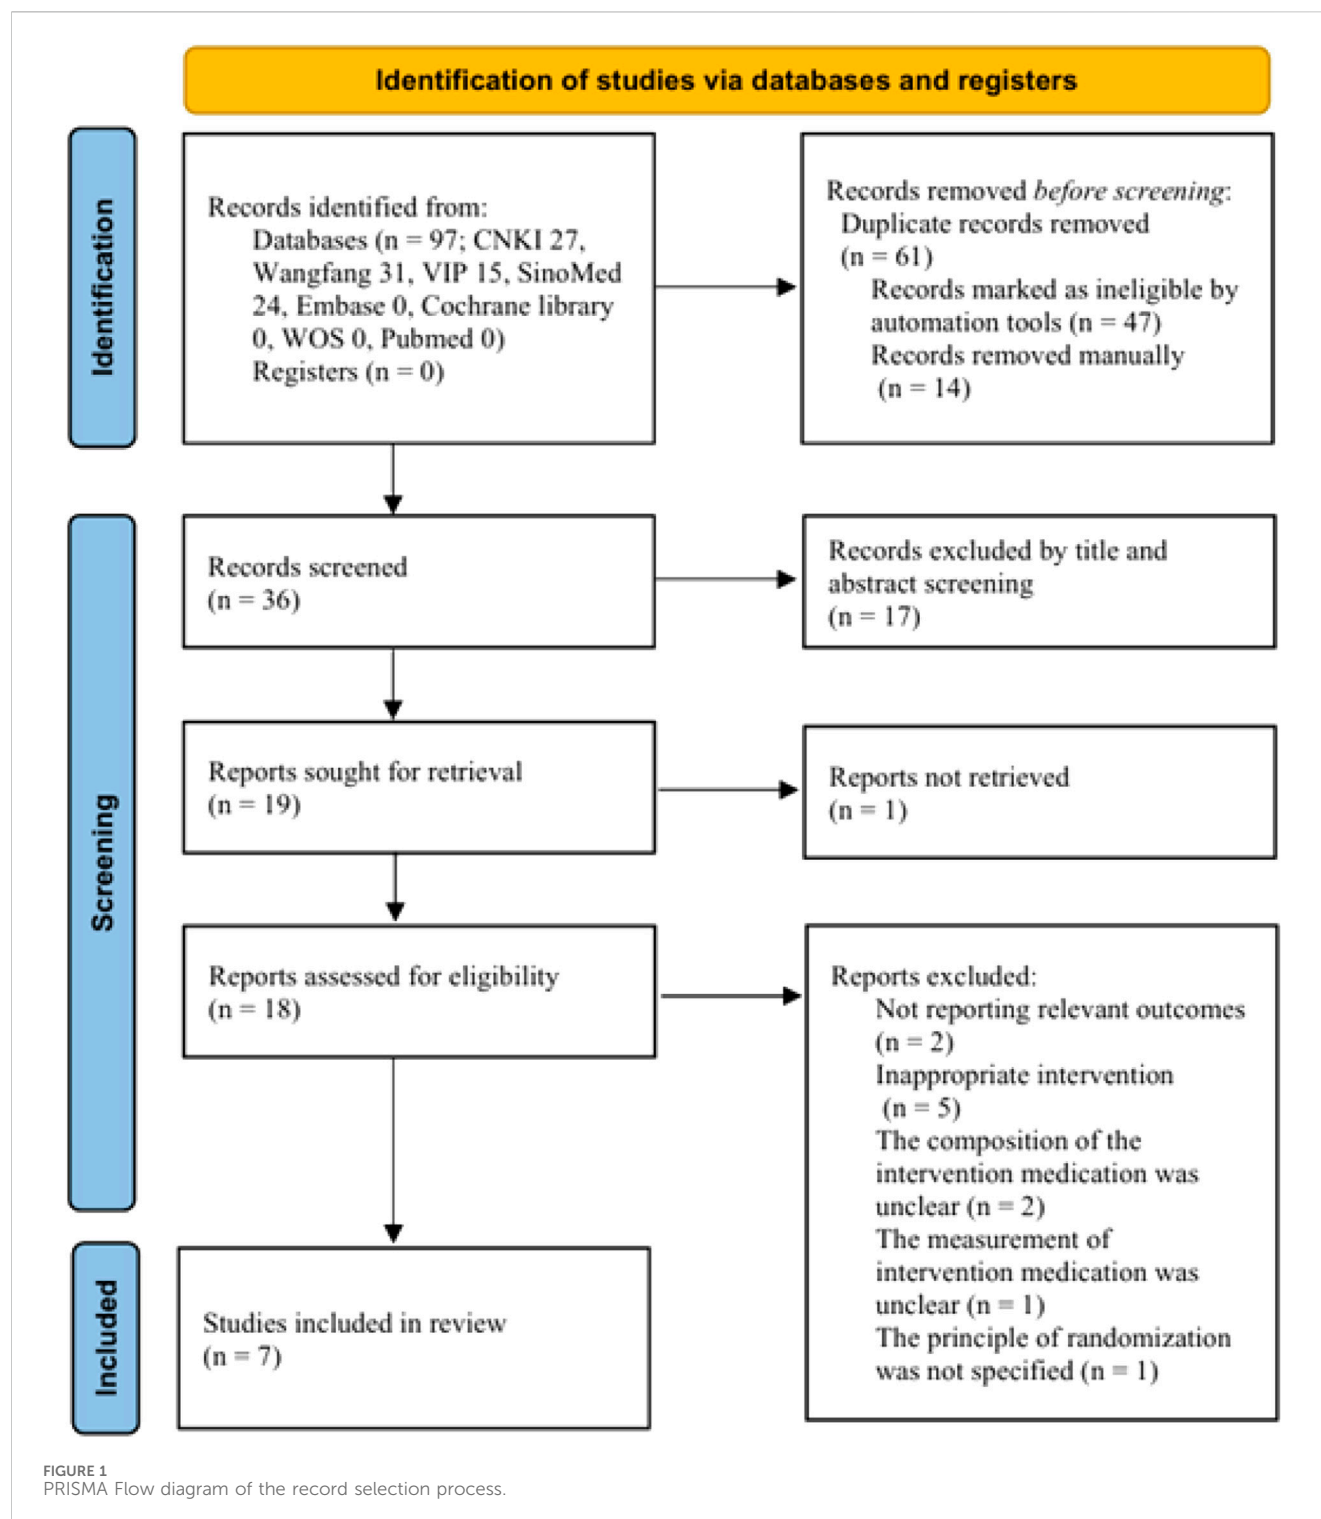 Identification of studies via databases and registers
Identification
Records identified from:
Databases (n = 97; CNKI 27,
Wangfang 31, VIP 15, SinoMed
24, Embase 0, Cochrane library
0, WOS 0, Pubmed 0)
Registers (n = 0)
Records removed before screening:
Duplicate records removed
(n = 61)
Records marked as ineligible by
automation tools (n = 47)
Records removed manually
(n = 14)
Screening
Records screened
(n = 36)
Records excluded by title and
abstract screening
(n = 17)
Reports sought for retrieval
(n = 19)
Reports not retrieved
(n = 1)
Reports assessed for eligibility
(n = 18)
Reports excluded:
Not reporting relevant outcomes
(n = 2)
Inappropriate intervention
(n = 5)
The composition of the
intervention medication was
unclear (n = 2)
The measurement of
intervention medication was
unclear (n = 1)
The principle of randomization
was not specified (n = 1)
Included
Studies included in review
(n = 7)
FIGURE 1
PRISMA Flow diagram of the record selection process.